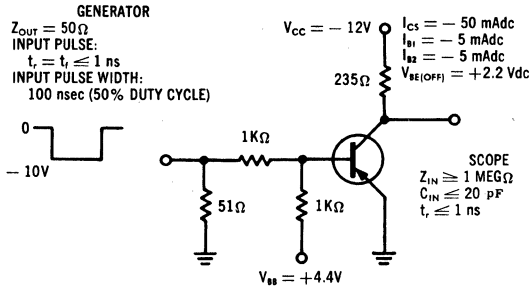 GENERATOR
Z_OUT = 50Ω
INPUT PULSE:
t_r = t_f ≤ 1 ns
INPUT PULSE WIDTH:
100 nsec (50% DUTY CYCLE)
0
− 10V
V_CC = − 12V
I_CS = − 50 mAdc
I_B1 = − 5 mAdc
I_B2 = − 5 mAdc
V_BE(OFF) = +2.2 Vdc
235Ω
1KΩ
51Ω
1KΩ
V_BB = +4.4V
SCOPE
Z_IN ≥ 1 MEGΩ
C_IN ≤ 20 pF
t_r ≤ 1 ns